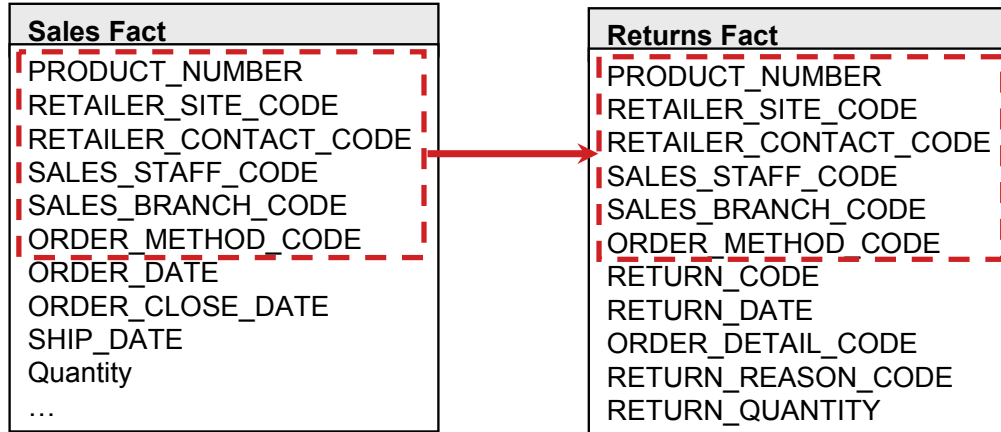 Sales Fact
PRODUCT_NUMBER
RETAILER_SITE_CODE
RETAILER_CONTACT_CODE
SALES_STAFF_CODE
SALES_BRANCH_CODE
ORDER_METHOD_CODE
ORDER_DATE
ORDER_CLOSE_DATE
SHIP_DATE
Quantity
…
Returns Fact
PRODUCT_NUMBER
RETAILER_SITE_CODE
RETAILER_CONTACT_CODE
SALES_STAFF_CODE
SALES_BRANCH_CODE
ORDER_METHOD_CODE
RETURN_CODE
RETURN_DATE
ORDER_DETAIL_CODE
RETURN_REASON_CODE
RETURN_QUANTITY